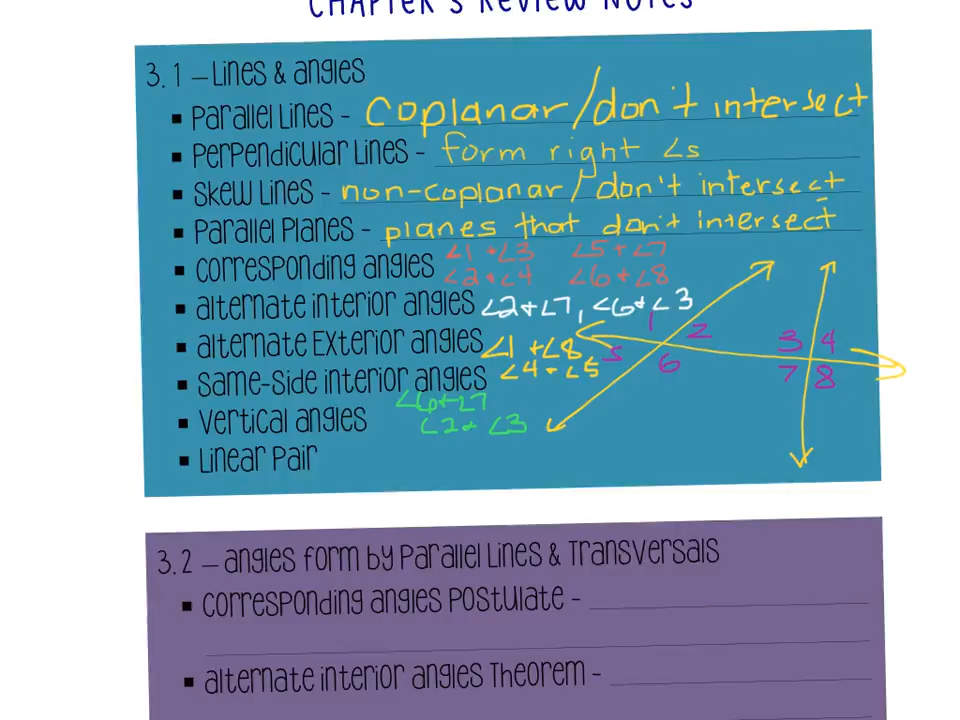 CHAPTER 3 REVIEW NOTES
3.1 – Lines & angles
▪ Parallel Lines - Coplanar/don't intersect
▪ Perpendicular Lines - form right ∠s
▪ Skew Lines - non-coplanar/don't intersect
▪ Parallel Planes - planes that don't intersect
▪ corresponding angles ∠1 + ∠3 ∠5 + ∠7
∠2 + ∠4 ∠6 + ∠8
▪ alternate interior angles ∠2 + ∠7, ∠6 + ∠3
▪ alternate Exterior angles ∠1 + ∠8
∠4 + ∠5
▪ Same-Side interior angles
∠6 + ∠7
∠2 + ∠3
▪ Vertical angles
▪ Linear Pair
1 2 3 4
5 6 7 8
3.2 – angles form by Parallel Lines & Transversals
▪ corresponding angles Postulate -
▪ alternate interior angles Theorem -